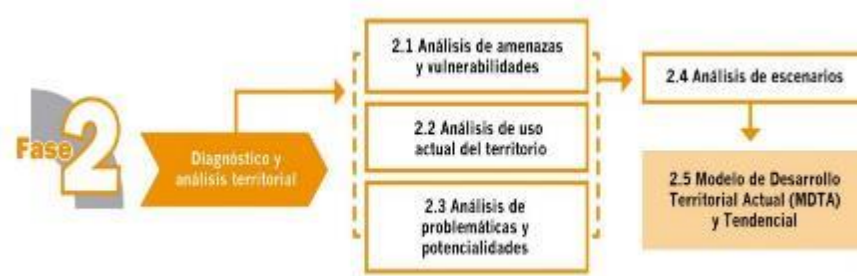 Fase 2
Diagnóstico y
análisis territorial
2.1 Análisis de amenazas
y vulnerabilidades
2.2 Análisis de uso
actual del territorio
2.3 Análisis de
problemáticas y
potencialidades
2.4 Análisis de escenarios
2.5 Modelo de Desarrollo
Territorial Actual (MDTA)
y Tendencial